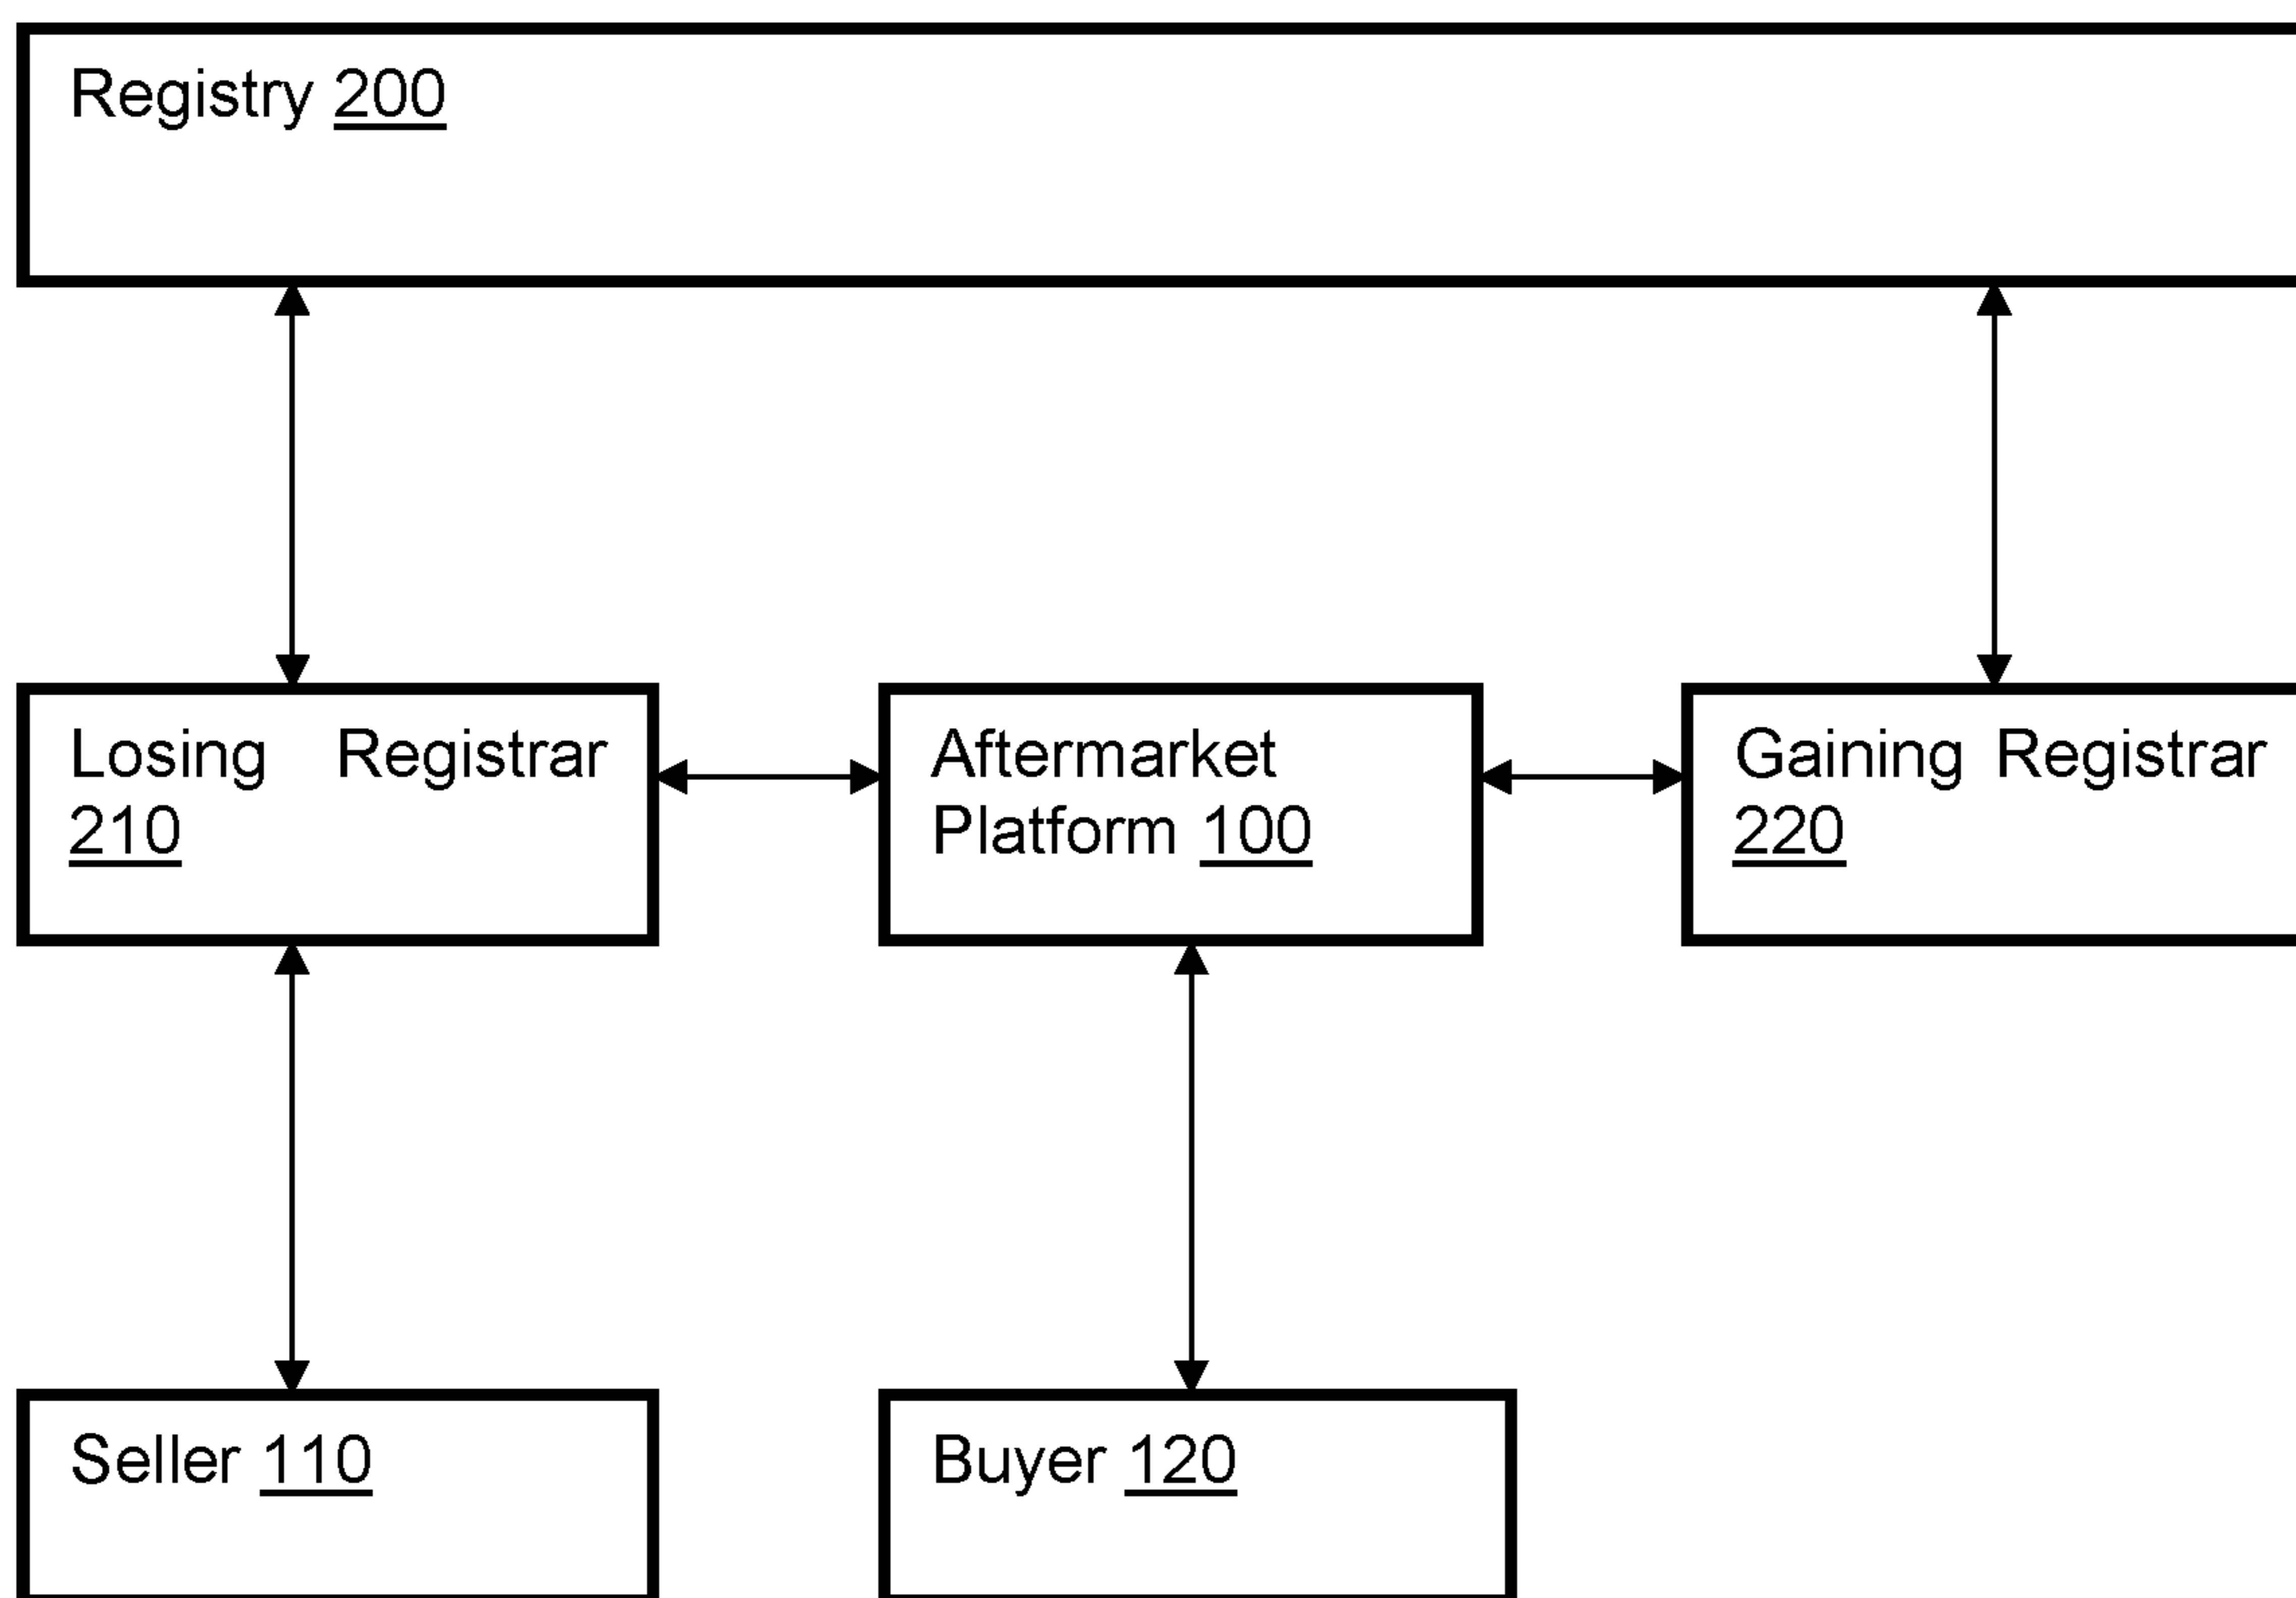 Registry 200
Losing Registrar
210
Aftermarket
Platform 100
Gaining Registrar
220
Seller 110
Buyer 120